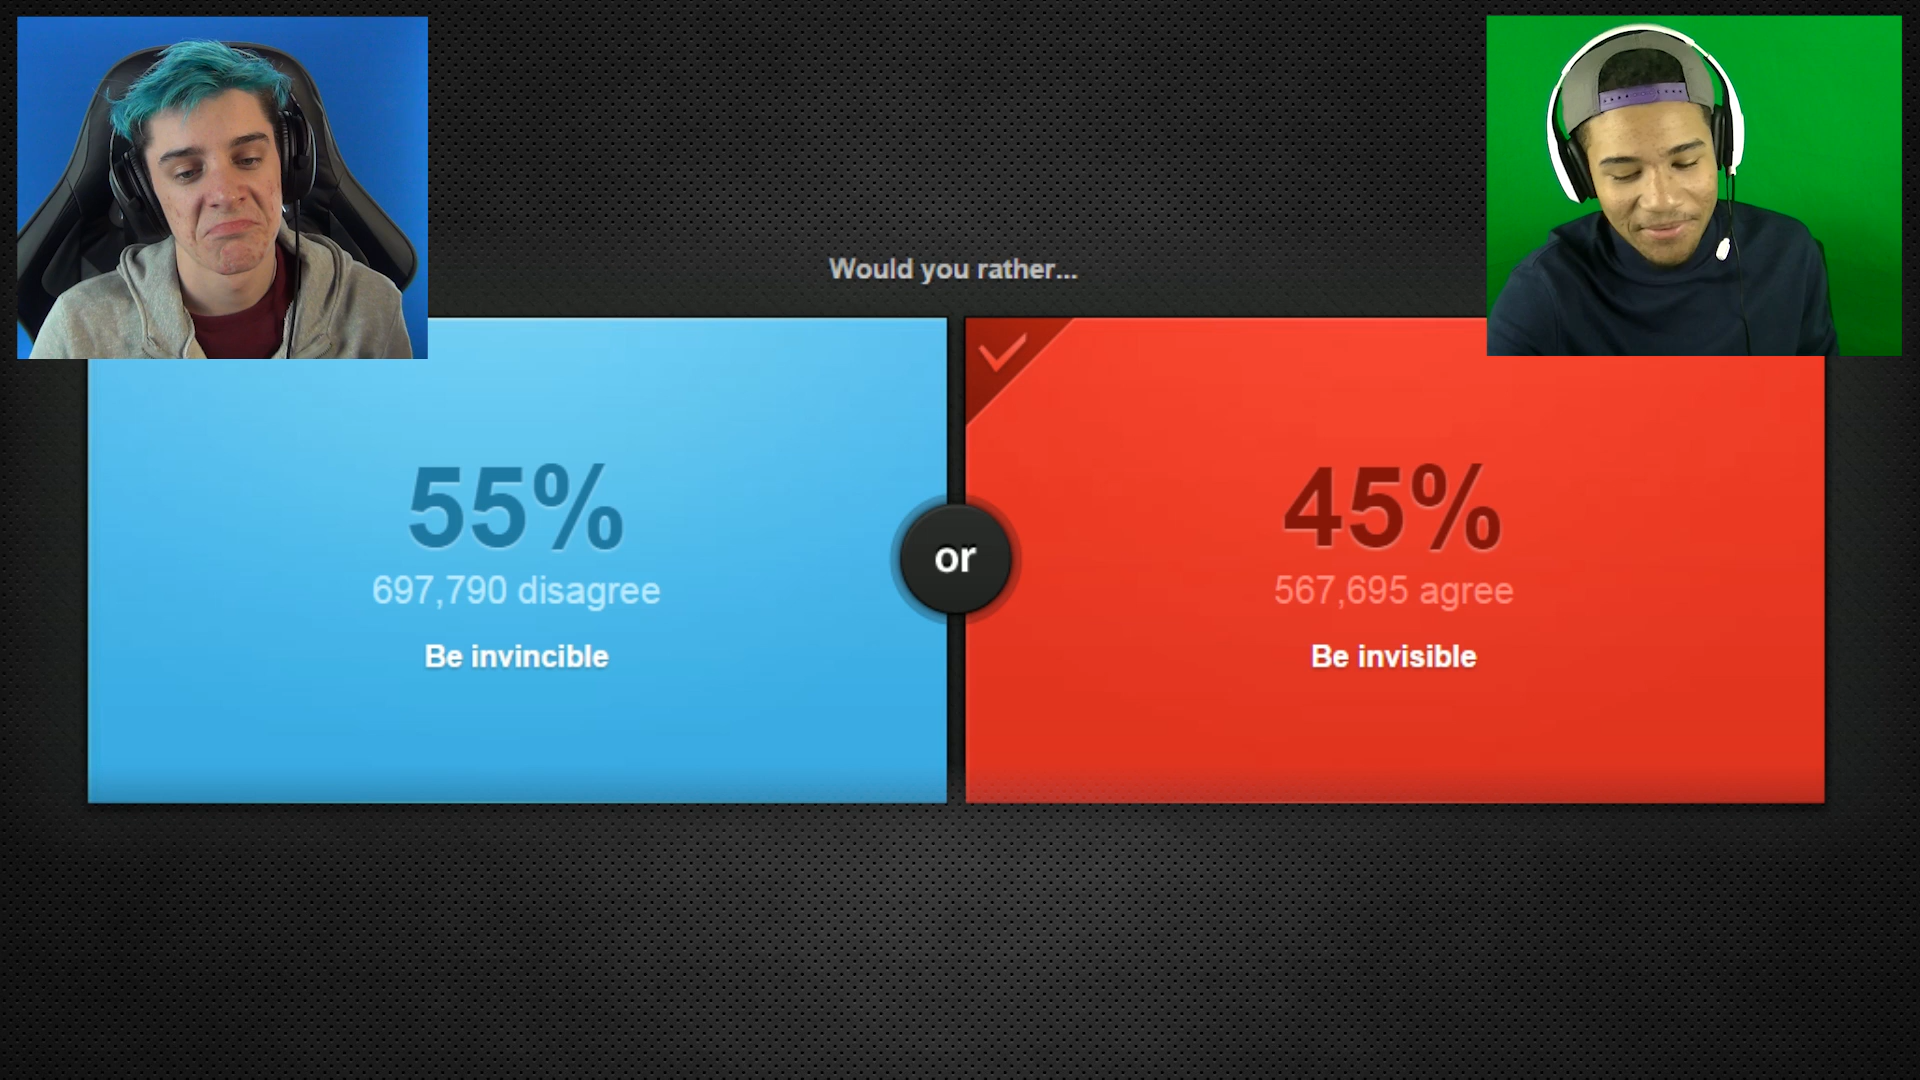 Would you rather...
55%
697,790 disagree
Be invincible
or
45%
567,695 agree
Be invisible